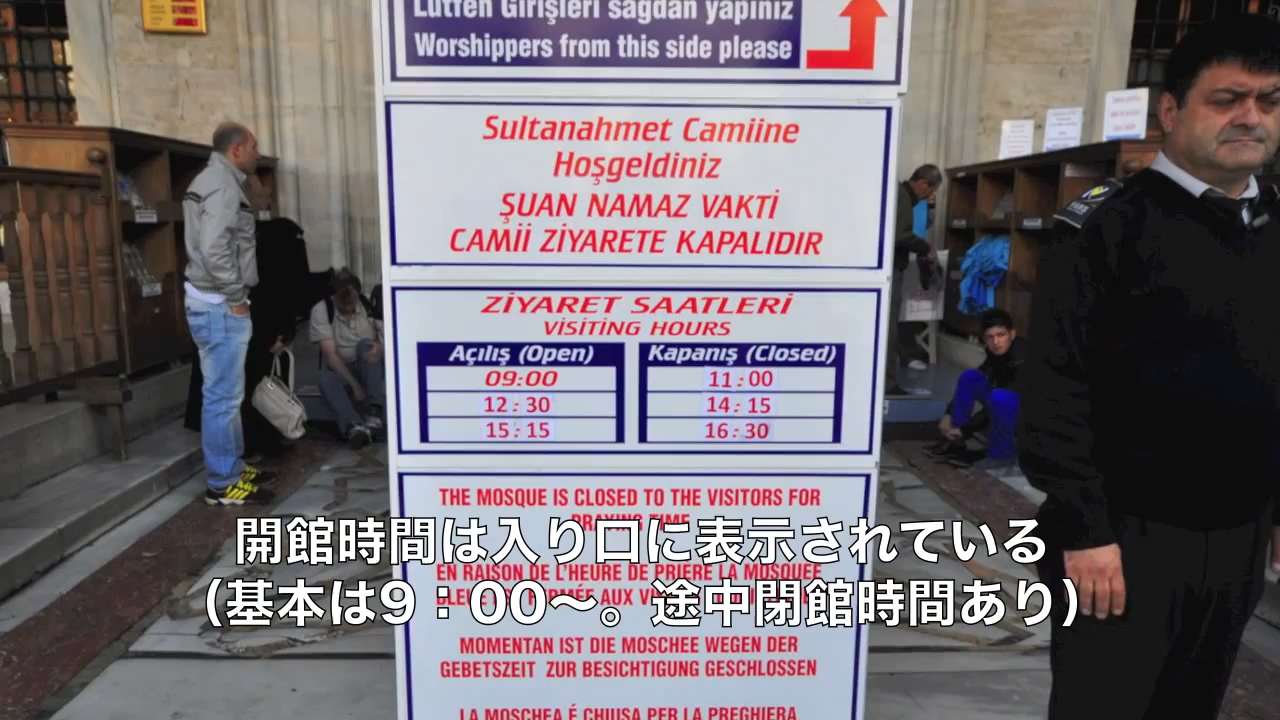 Lütfen Girişleri sağdan yapınız
Worshippers from this side please
Sultanahmet Camiine
Hoşgeldiniz
ŞUAN NAMAZ VAKTİ
CAMİİ ZİYARETE KAPALIDIR
ZİYARET SAATLERİ
VISITING HOURS
Açılış (Open) Kapanış (Closed)
09:00 11:00
12:30 14:15
15:15 16:30
THE MOSQUE IS CLOSED TO THE VISITORS FOR
PRAYING TIME
開館時間は入り口に表示されている
EN RAISON DE L'HEURE DE PRIERE LA MOSQUEE
(基本は9：00〜。途中閉館時間あり)
MOMENTAN IST DIE MOSCHEE WEGEN DER
GEBETSZEIT ZUR BESICHTIGUNG GESCHLOSSEN
LA MOSCHEA É CHIUSA PER LA PREGHIERA